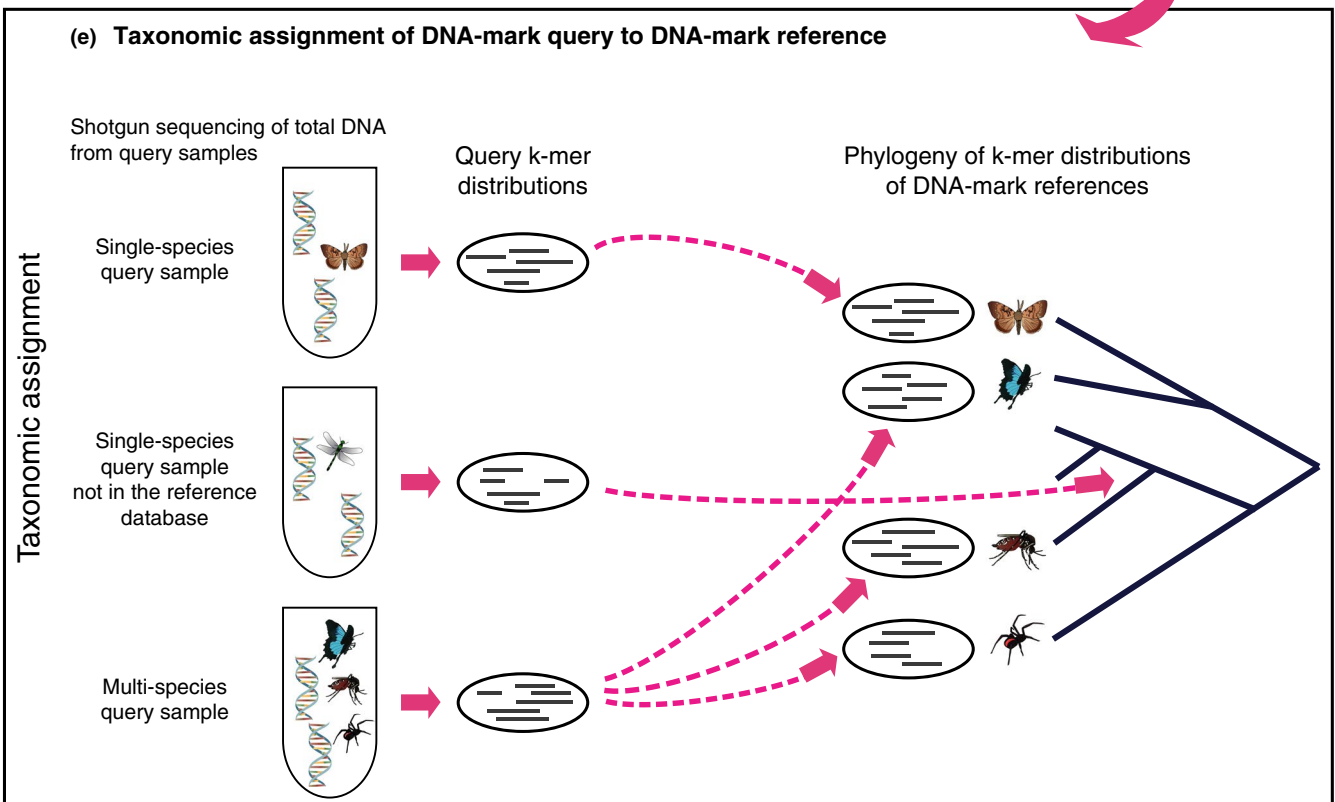 (e) Taxonomic assignment of DNA-mark query to DNA-mark reference
Taxonomic assignment
Shotgun sequencing of total DNA
from query samples
Query k-mer
distributions
Phylogeny of k-mer distributions
of DNA-mark references
Single-species
query sample
Single-species
query sample
not in the reference
database
Multi-species
query sample